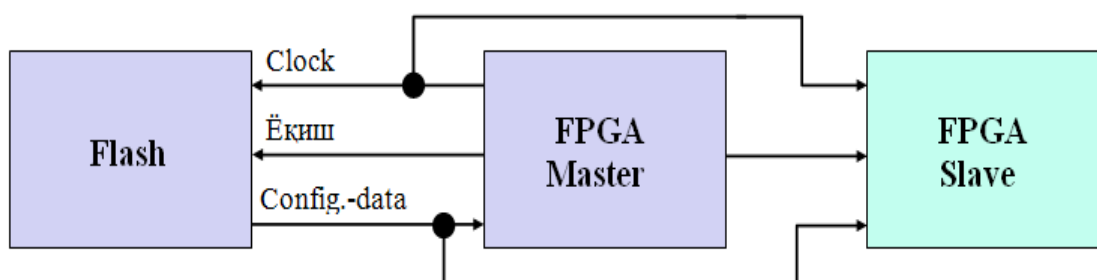 Clock
Flash
Ёқиш
Config.-data
FPGA
Master
FPGA
Slave